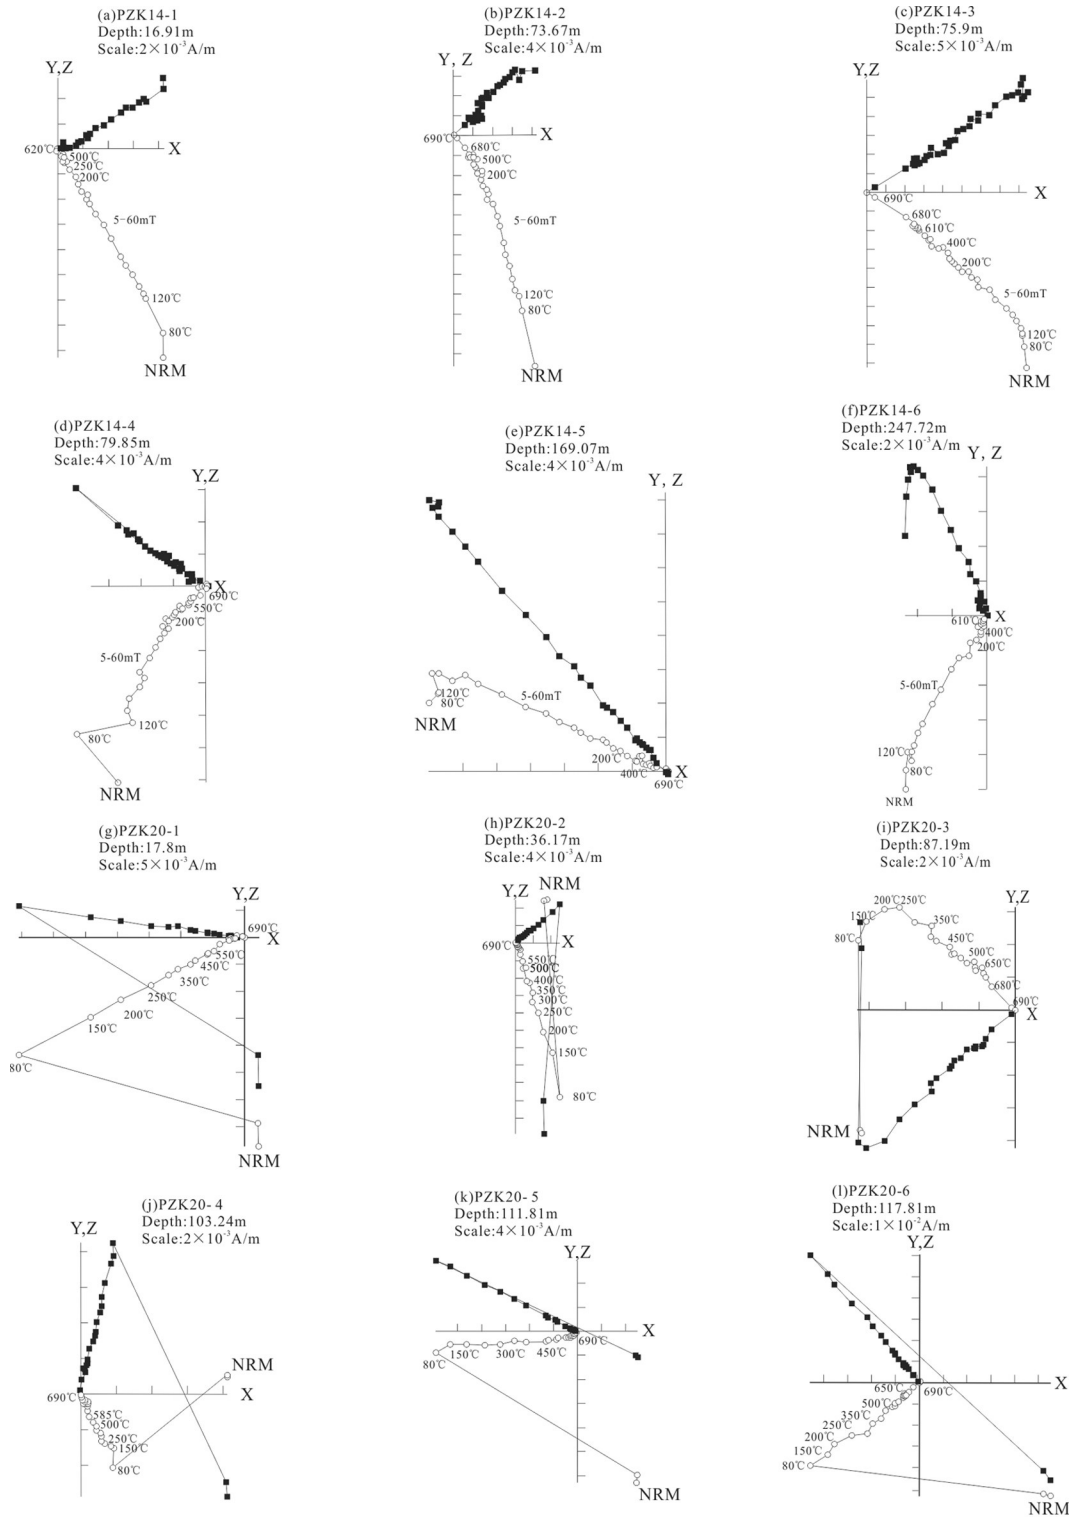 (a)PZK14-1
Depth:16.91m
Scale:2×10⁻³A/m
Y,Z
X
620℃
500℃
250℃
200℃
5-60mT
120℃
80℃
NRM
(b)PZK14-2
Depth:73.67m
Scale:4×10⁻³A/m
Y, Z
X
690℃
680℃
500℃
200℃
5-60mT
120℃
80℃
NRM
(c)PZK14-3
Depth:75.9m
Scale:5×10⁻³A/m
Y,Z
X
690℃
680℃
610℃
400℃
200℃
5-60mT
120℃
80℃
NRM
(d)PZK14-4
Depth:79.85m
Scale:4×10⁻³A/m
Y,Z
X
690℃
550℃
200℃
5-60mT
120℃
80℃
NRM
(e)PZK14-5
Depth:169.07m
Scale:4×10⁻³A/m
Y, Z
120℃
80℃
NRM
5-60mT
200℃
400℃
X
690℃
(f)PZK14-6
Depth:247.72m
Scale:2×10⁻³A/m
Y, Z
X
610℃
400℃
200℃
5-60mT
120℃
80℃
NRM
(g)PZK20-1
Depth:17.8m
Scale:5×10⁻³A/m
Y,Z
690℃
X
550℃
450℃
350℃
250℃
200℃
150℃
80℃
NRM
(h)PZK20-2
Depth:36.17m
Scale:4×10⁻³A/m
Y,Z
NRM
690℃
X
550℃
500℃
400℃
350℃
300℃
250℃
200℃
150℃
80℃
(i)PZK20-3
Depth:87.19m
Scale:2×10⁻³A/m
Y,Z
200℃
250℃
150℃
350℃
80℃
450℃
500℃
650℃
680℃
690℃
X
NRM
(j)PZK20- 4
Depth:103.24m
Scale:2×10⁻³A/m
Y,Z
NRM
690℃
X
585℃
500℃
250℃
150℃
80℃
(k)PZK20- 5
Depth:111.81m
Scale:4×10⁻³A/m
Y,Z
X
690℃
450℃
300℃
150℃
80℃
NRM
(l)PZK20-6
Depth:117.81m
Scale:1×10⁻²A/m
Y,Z
X
650℃
690℃
500℃
350℃
250℃
200℃
150℃
80℃
NRM